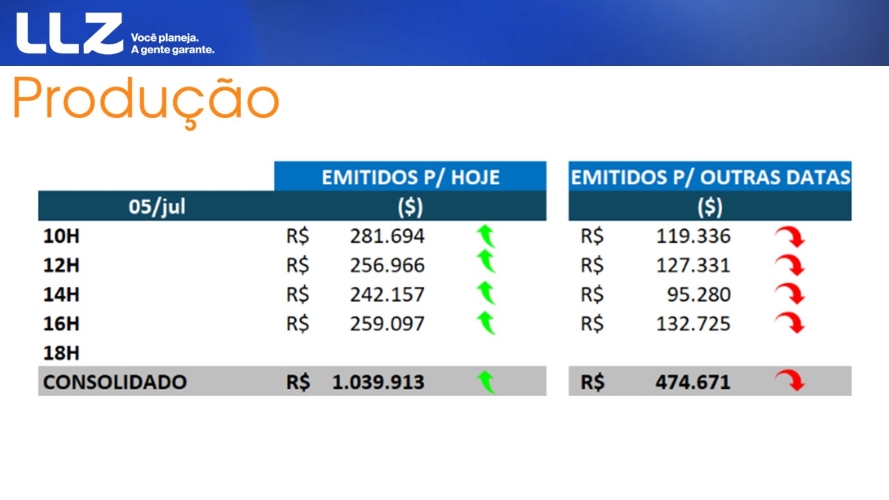 LLZ
Você planeja.
A gente garante.
Produção
EMITIDOS P/ HOJE EMITIDOS P/ OUTRAS DATAS
05/jul ($) ($)
10H R$ 281.694 R$ 119.336
12H R$ 256.966 R$ 127.331
14H R$ 242.157 R$ 95.280
16H R$ 259.097 R$ 132.725
18H
CONSOLIDADO R$ 1.039.913 R$ 474.671